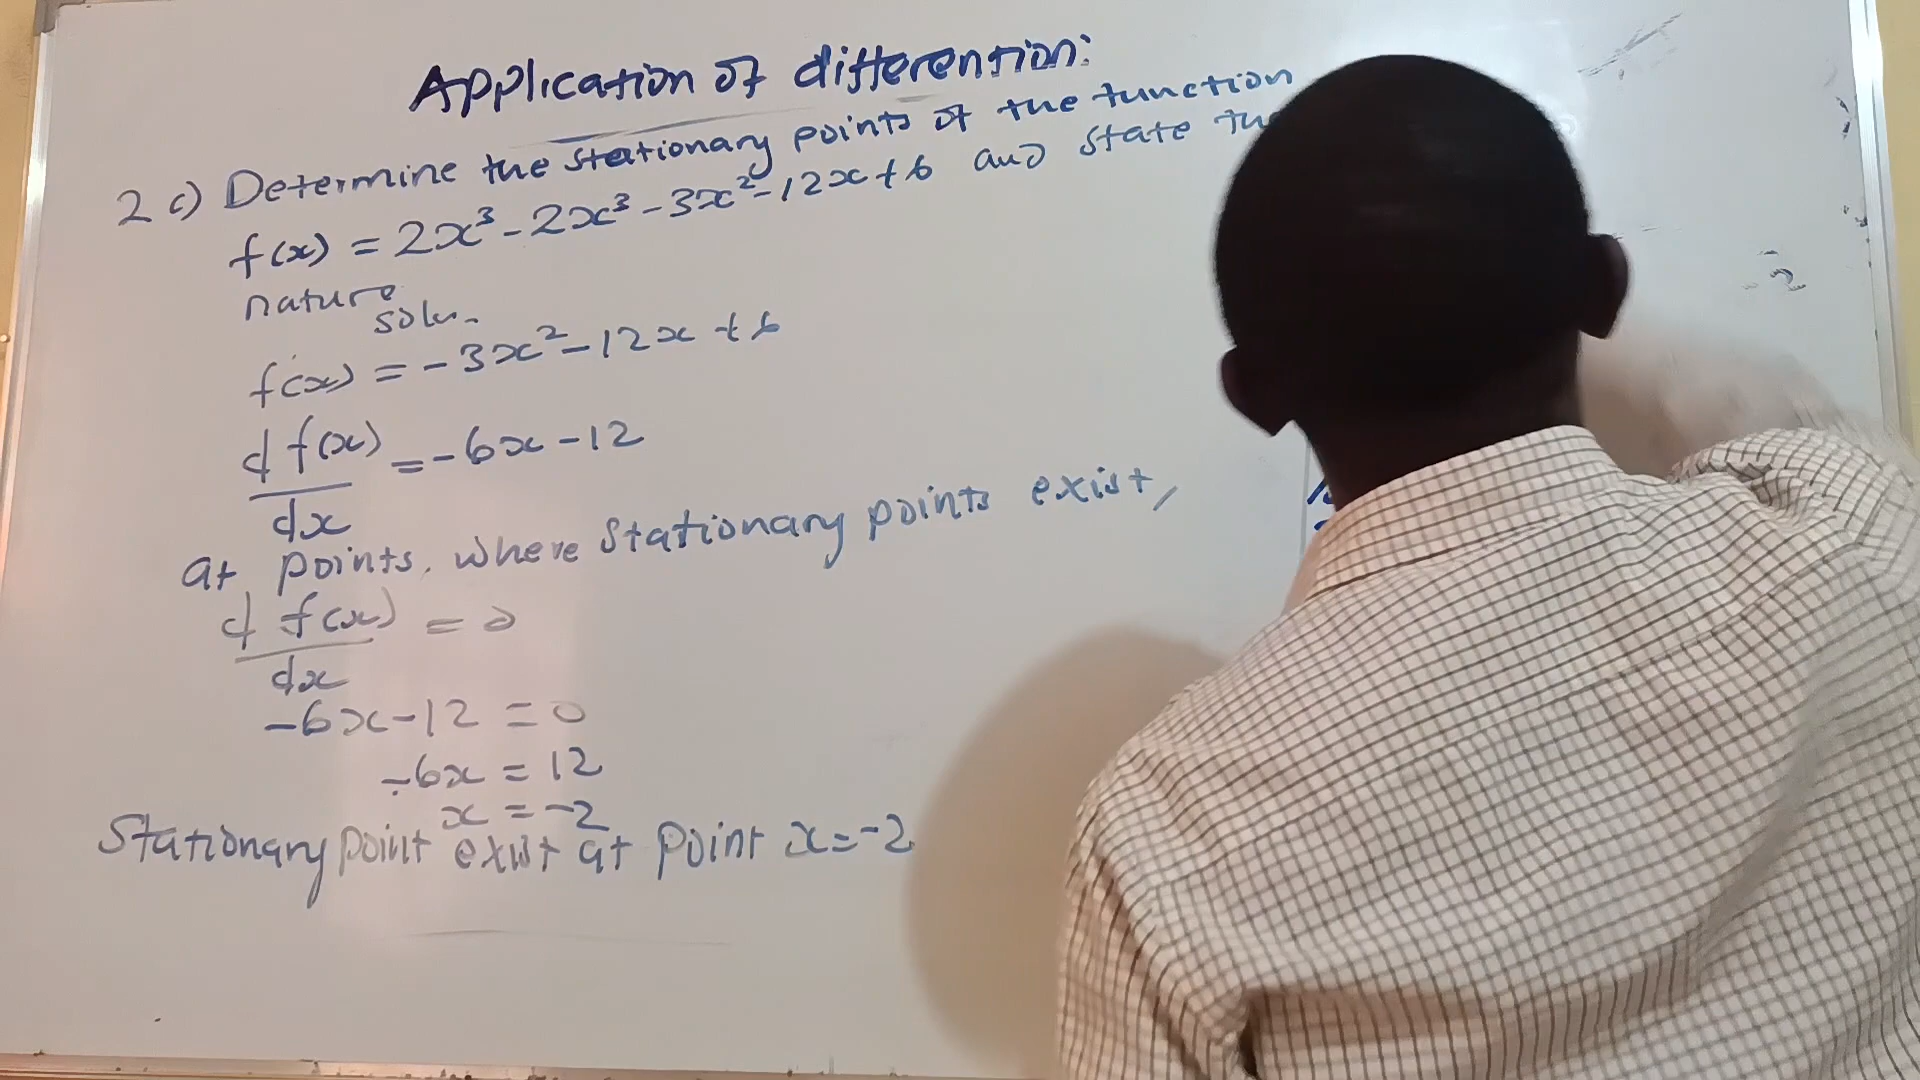 Application of differention:
2 c) Determine the stationary points of the function
f(x) = 2x³ - 2x³ - 3x² - 12x + 6 and state the
nature
soln.
f(x) = - 3x² - 12x + 6
d f(x) = - 6x - 12
dx
at points, where stationary points exist,
d f(x) = 0
dx
-6x - 12 = 0
-6x = 12
x = -2
Stationary point exist at point x = -2
-2